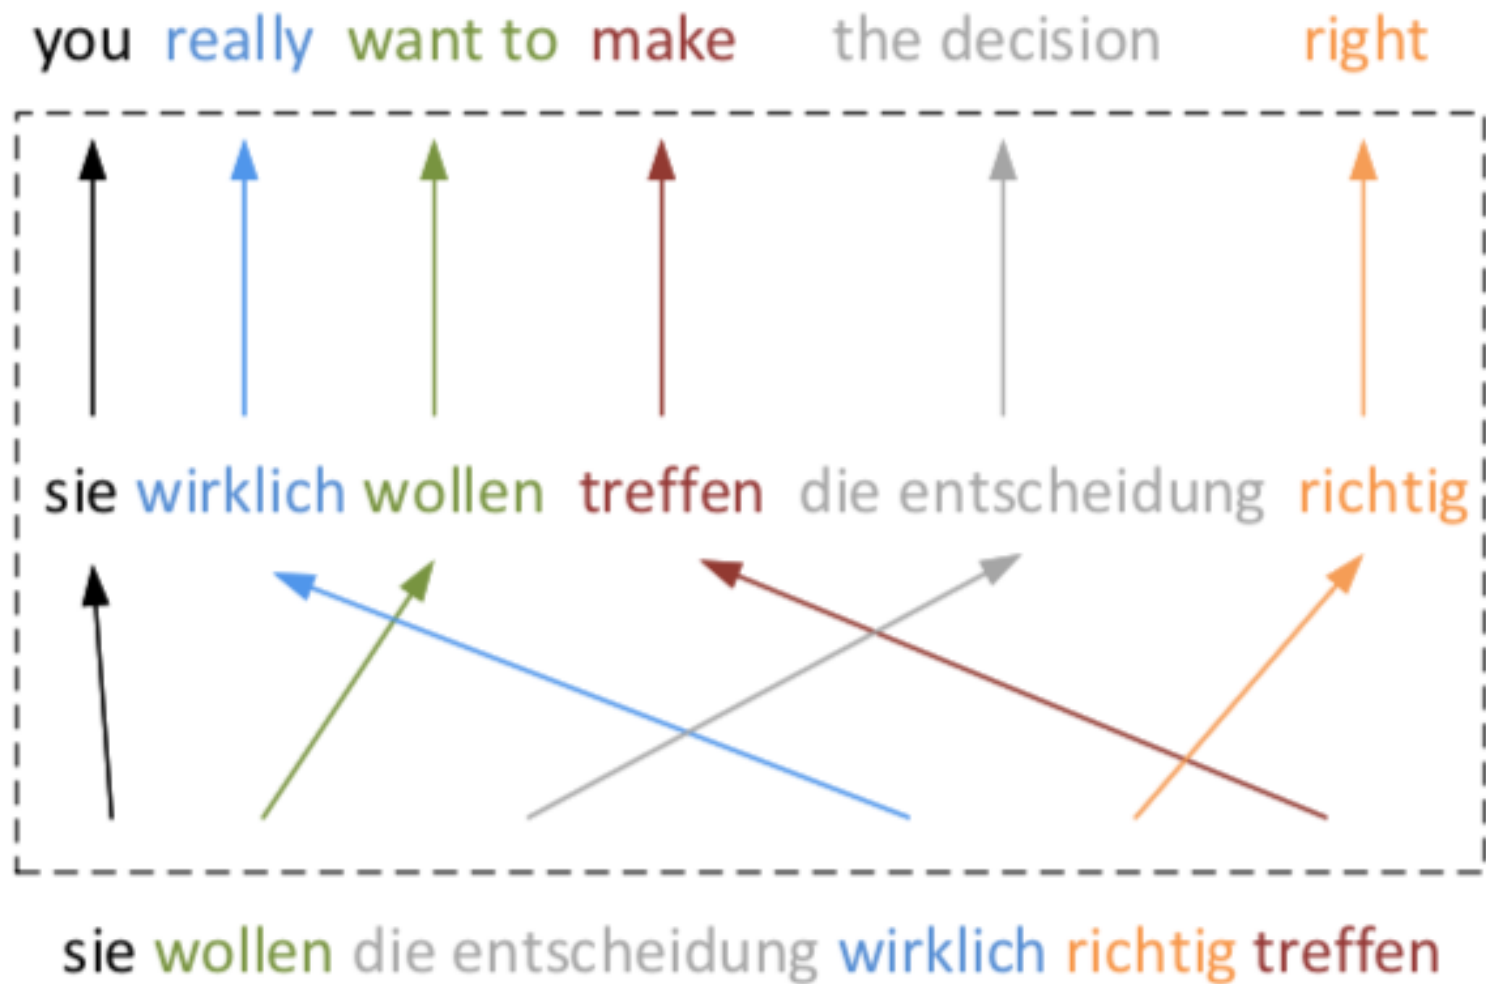 you really want to make the decision right
sie wirklich wollen treffen die entscheidung richtig
sie wollen die entscheidung wirklich richtig treffen